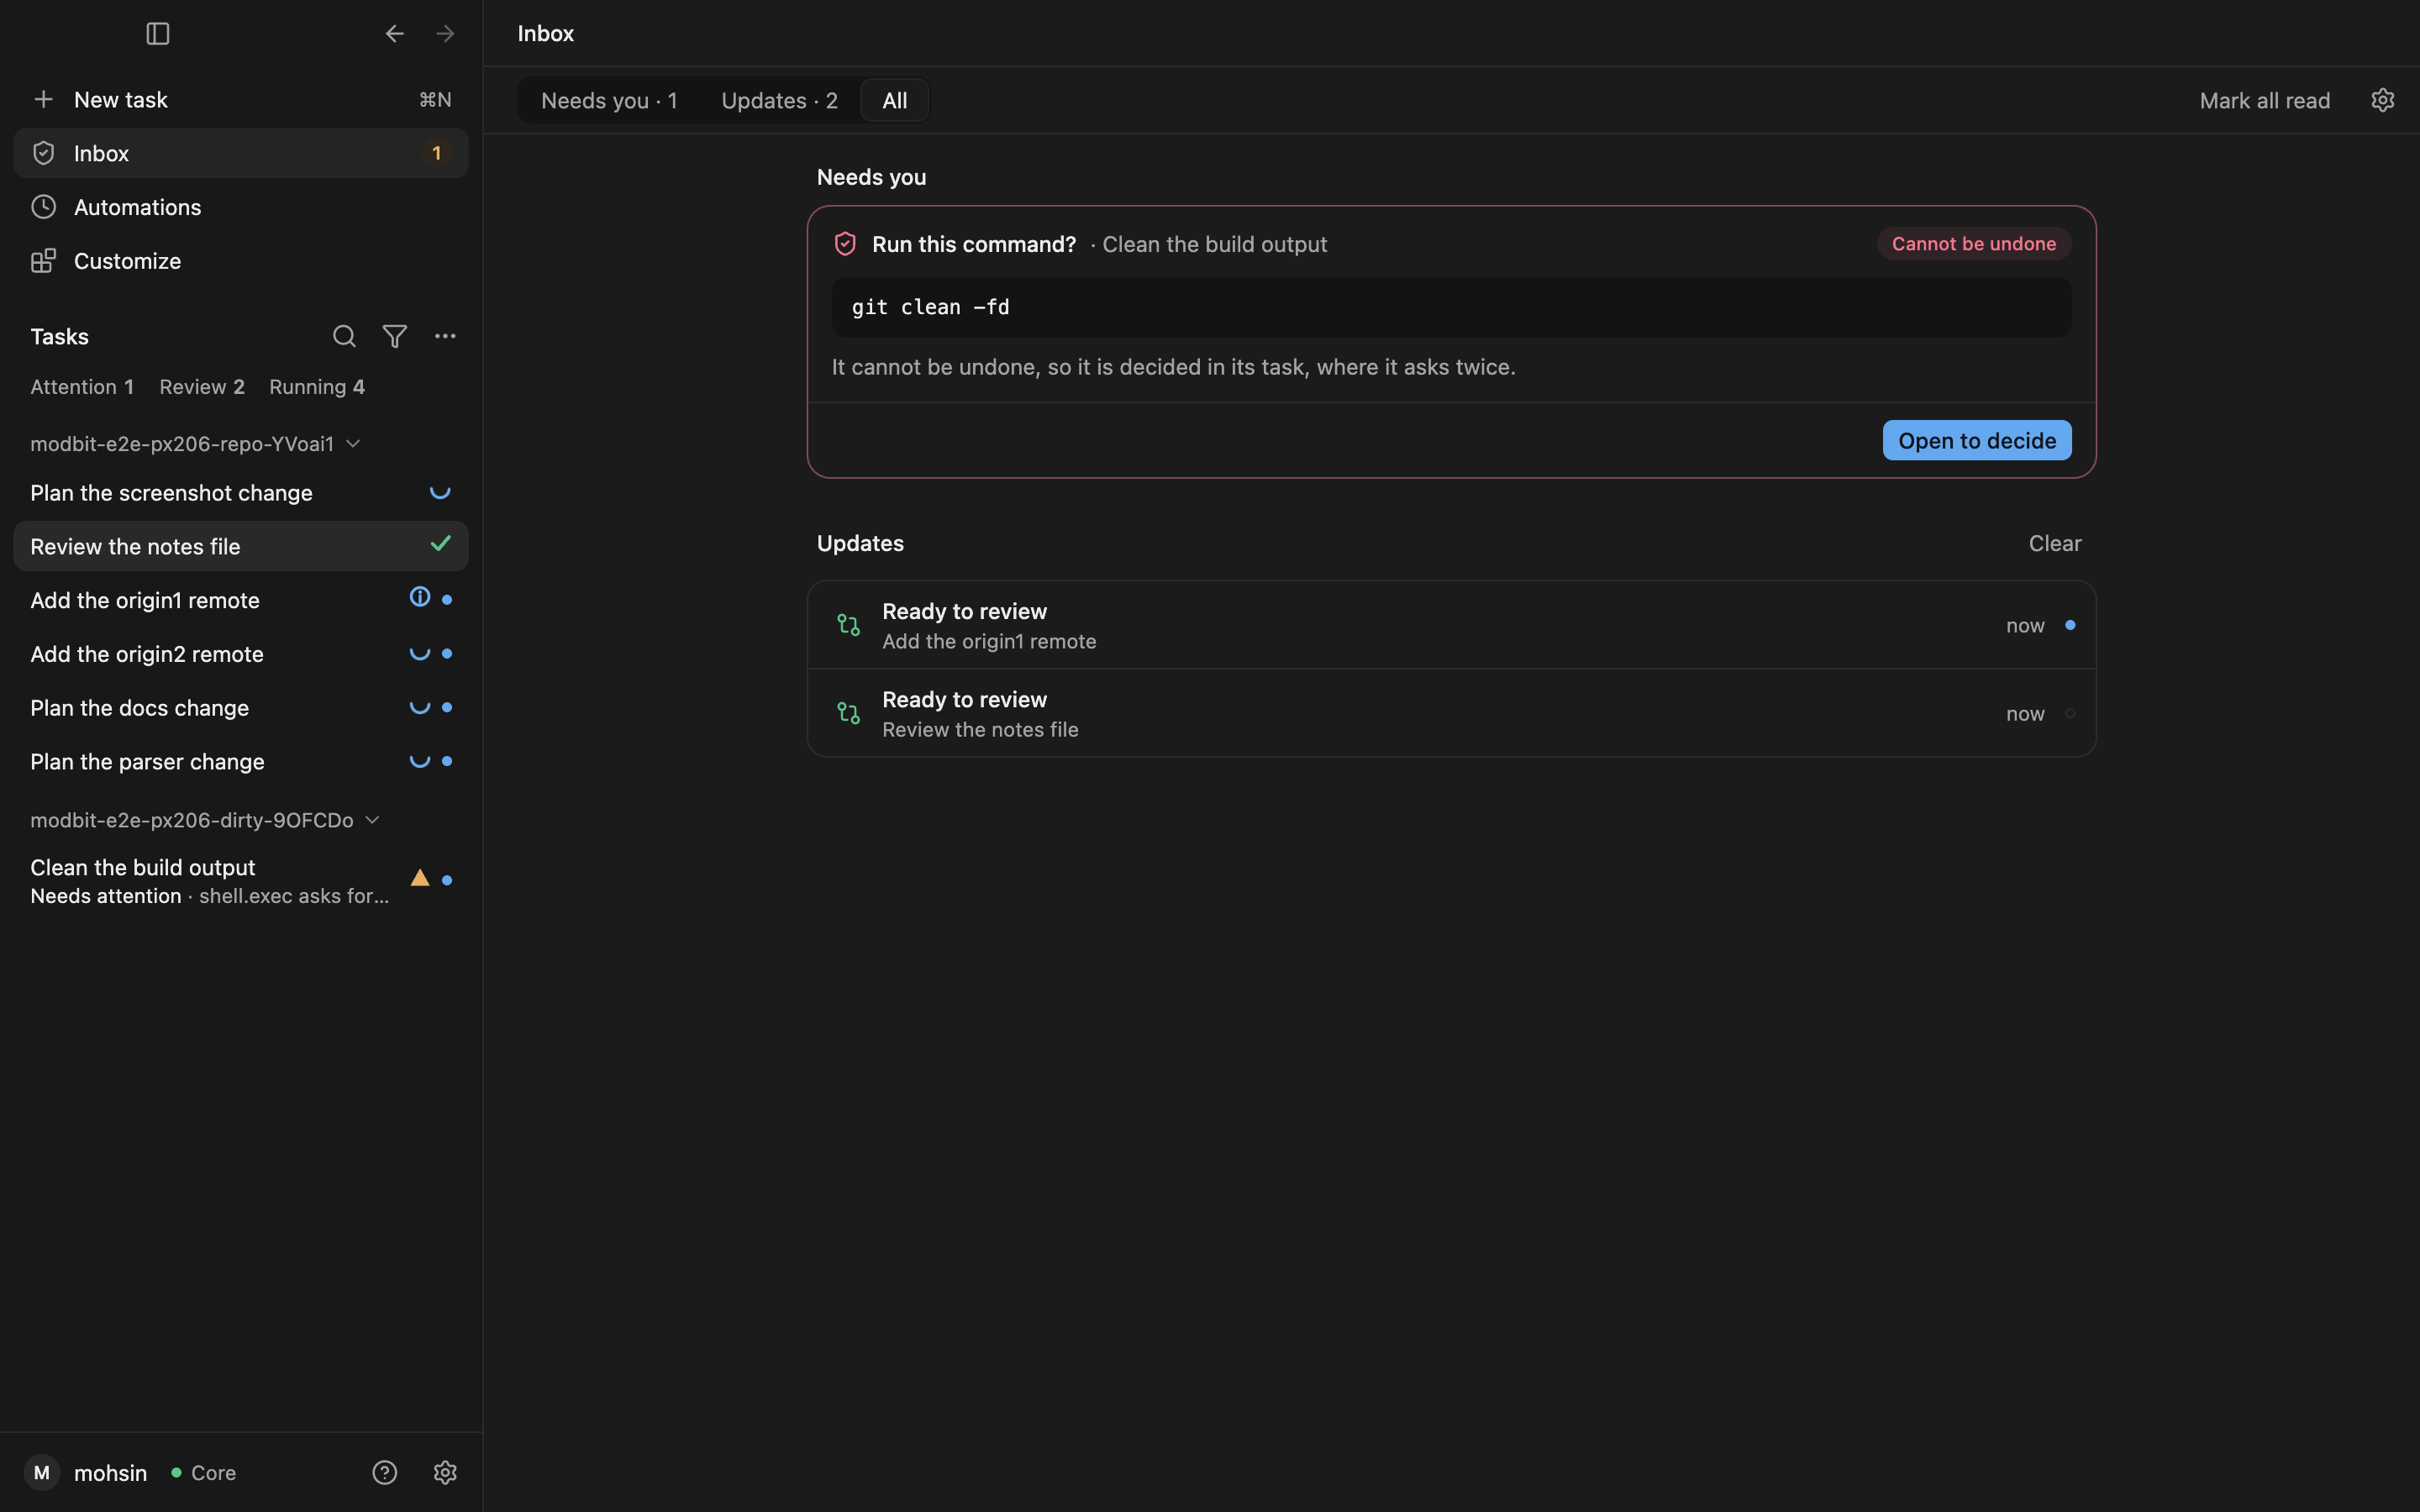 Inbox
New task ⌘N
Inbox 1
Automations
Customize
Tasks
Attention 1 Review 2 Running 4
modbit-e2e-px206-repo-YVoai1
Plan the screenshot change
Review the notes file
Add the origin1 remote
Add the origin2 remote
Plan the docs change
Plan the parser change
modbit-e2e-px206-dirty-9OFCDo
Clean the build output
Needs attention · shell.exec asks for...
M mohsin Core
Needs you · 1 Updates · 2 All Mark all read
Needs you
Run this command? · Clean the build output Cannot be undone
git clean -fd
It cannot be undone, so it is decided in its task, where it asks twice.
Open to decide
Updates Clear
Ready to review
Add the origin1 remote now
Ready to review
Review the notes file now